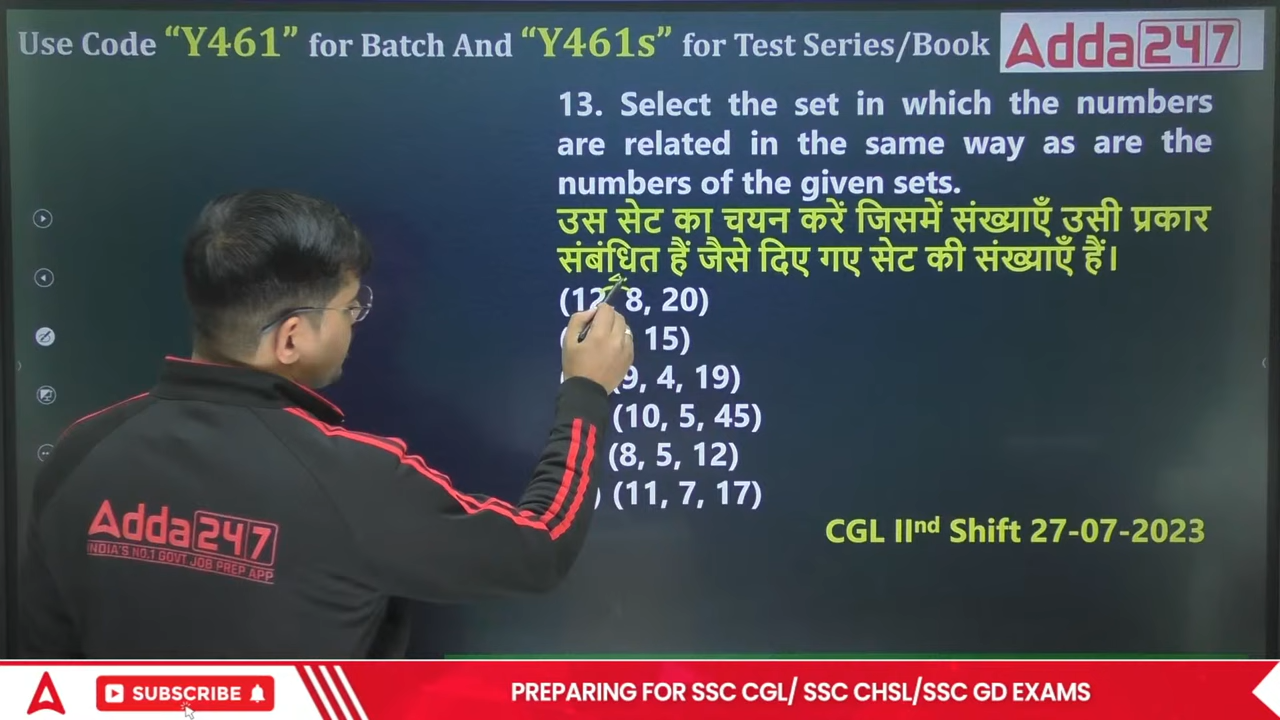 Use Code “Y461” for Batch And “Y461s” for Test Series/Book
Adda247
13. Select the set in which the numbers
are related in the same way as are the
numbers of the given sets.
उस सेट का चयन करें जिसमें संख्याएँ उसी प्रकार
संबंधित हैं जैसे दिए गए सेट की संख्याएँ हैं।
(12, 8, 20)
15)
(9, 4, 19)
(10, 5, 45)
(8, 5, 12)
) (11, 7, 17)
CGL IInd Shift 27-07-2023
Adda247
INDIA'S NO.1 GOVT JOB PREP APP
SUBSCRIBE
PREPARING FOR SSC CGL/ SSC CHSL/SSC GD EXAMS